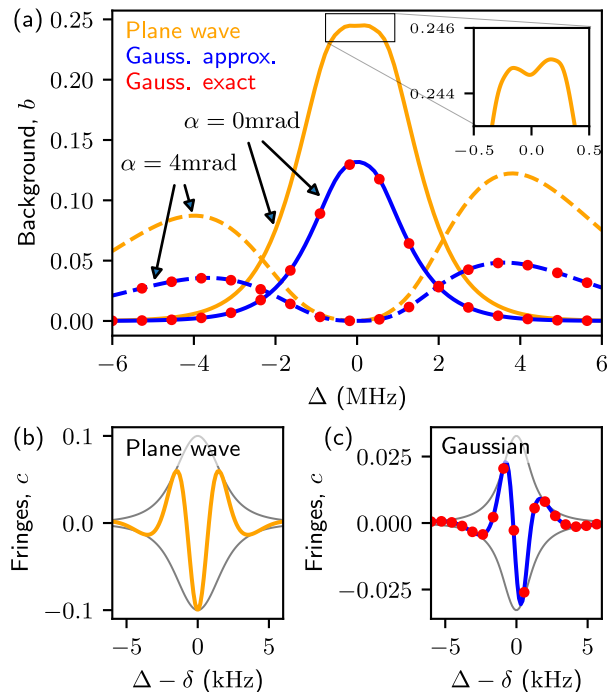 (a)
Plane wave
Gauss. approx.
Gauss. exact
α = 0mrad
α = 4mrad
Background, b
0.25
0.20
0.15
0.10
0.05
0.00
−6 −4 −2 0 2 4 6
Δ (MHz)
0.246
0.244
−0.5 0.0 0.5
(b)
Plane wave
Fringes, c
0.1
0.0
−0.1
−5 0 5
Δ − δ (kHz)
(c)
Gaussian
Fringes, c
0.025
0.000
−0.025
−5 0 5
Δ − δ (kHz)